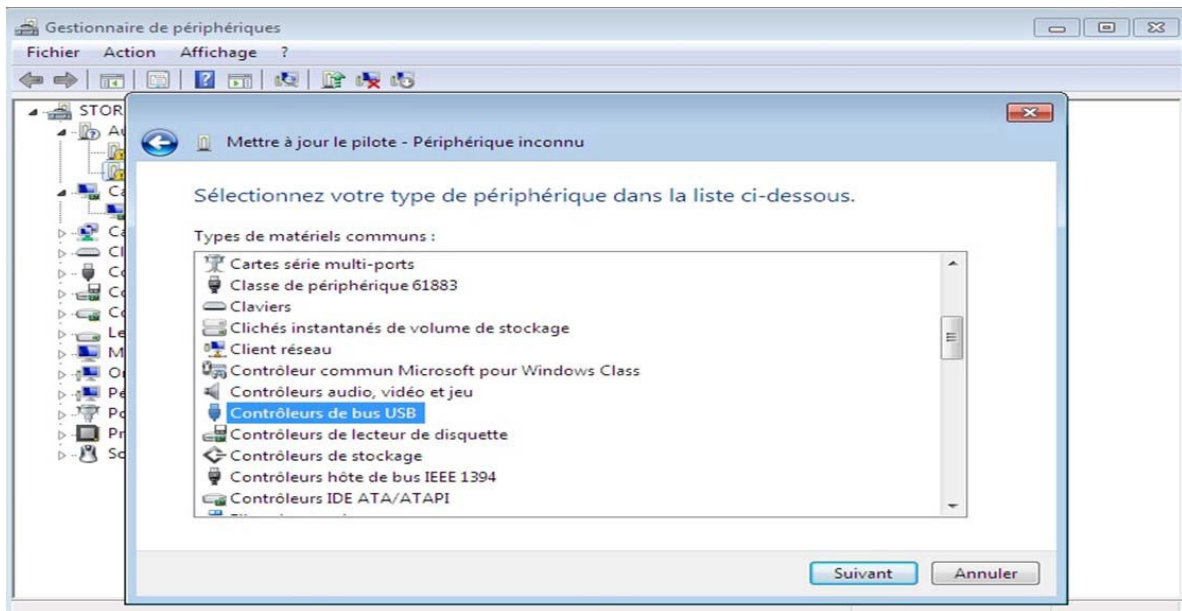 Gestionnaire de périphériques
Fichier Action Affichage ?
STOR
Mettre à jour le pilote - Périphérique inconnu
Sélectionnez votre type de périphérique dans la liste ci-dessous.
Types de matériels communs :
Cartes série multi-ports
Classe de périphérique 61883
Claviers
Clichés instantanés de volume de stockage
Client réseau
Contrôleur commun Microsoft pour Windows Class
Contrôleurs audio, vidéo et jeu
Contrôleurs de bus USB
Contrôleurs de lecteur de disquette
Contrôleurs de stockage
Contrôleurs hôte de bus IEEE 1394
Contrôleurs IDE ATA/ATAPI
Suivant Annuler